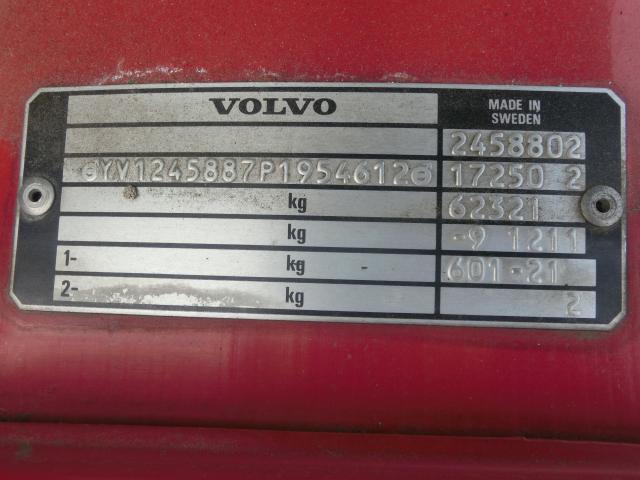 VOLVO
MADE IN
SWEDEN
2458802
YV1245887P1954612
17250 2
kg
62321
kg
-9 1211
1- kg
601-21
2- kg
2